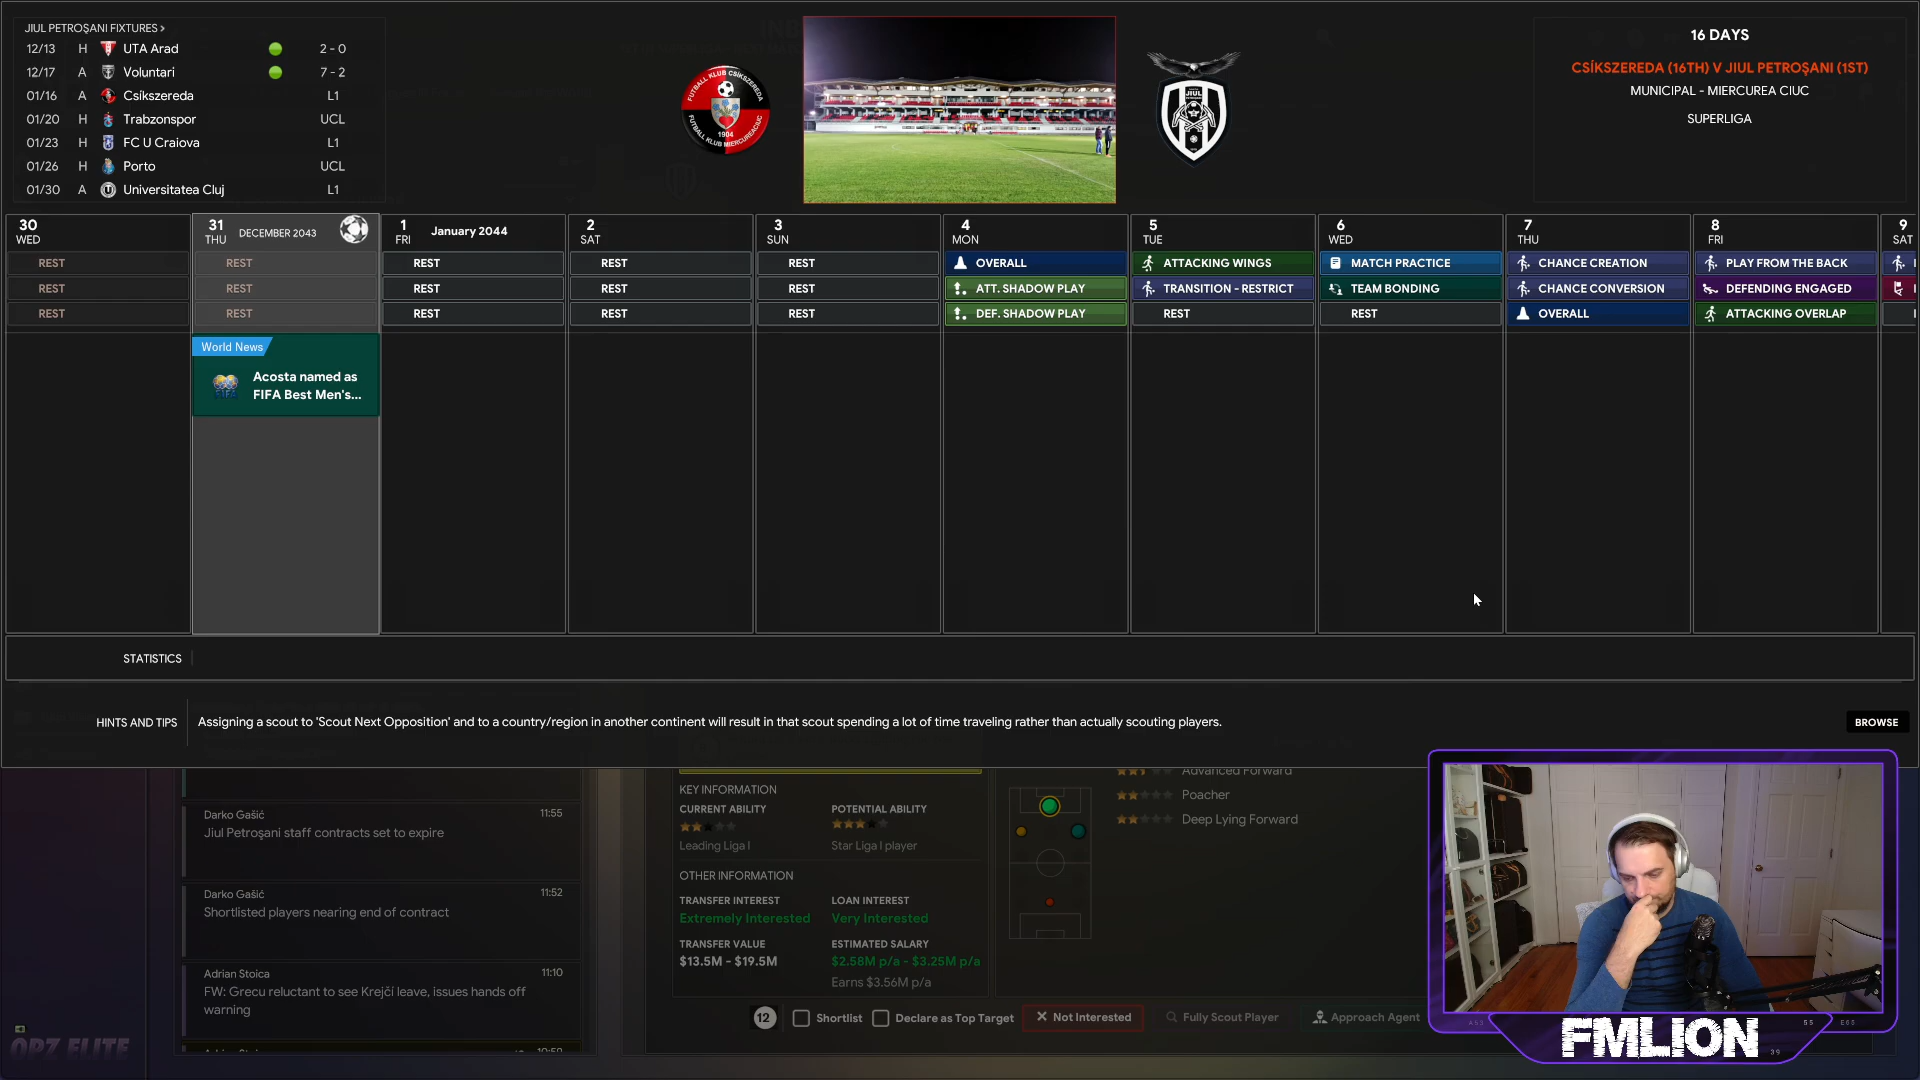 JIUL PETROȘANI FIXTURES >
12/13 H UTA Arad 2 - 0
12/17 A Voluntari 7 - 2
01/16 A Csíkszereda L1
01/20 H Trabzonspor UCL
01/23 H FC U Craiova L1
01/26 H Porto UCL
01/30 A Universitatea Cluj L1
FUTBALL KLUB CSÍKSZEREDA
1904
FUTBALL KLUB MIERCUREA CIUC
JIUL
16 DAYS
CSÍKSZEREDA (16TH) V JIUL PETROȘANI (1ST)
MUNICIPAL - MIERCUREA CIUC
SUPERLIGA
30 WED
REST
REST
REST
31 THU DECEMBER 2043
REST
REST
REST
World News
FIFA
Acosta named as
FIFA Best Men's...
1 FRI January 2044
REST
REST
REST
2 SAT
REST
REST
REST
3 SUN
REST
REST
REST
4 MON
OVERALL
ATT. SHADOW PLAY
DEF. SHADOW PLAY
5 TUE
ATTACKING WINGS
TRANSITION - RESTRICT
REST
6 WED
MATCH PRACTICE
TEAM BONDING
REST
7 THU
CHANCE CREATION
CHANCE CONVERSION
OVERALL
8 FRI
PLAY FROM THE BACK
DEFENDING ENGAGED
ATTACKING OVERLAP
9 SAT
STATISTICS
HINTS AND TIPS
Assigning a scout to 'Scout Next Opposition' and to a country/region in another continent will result in that scout spending a lot of time traveling rather than actually scouting players.
BROWSE
Darko Gašić 11:55
Jiul Petroșani staff contracts set to expire
Darko Gašić 11:52
Shortlisted players nearing end of contract
Adrian Stoica 11:10
FW: Grecu reluctant to see Krejčí leave, issues hands off
warning
KEY INFORMATION
CURRENT ABILITY POTENTIAL ABILITY
Leading Liga I Star Liga I player
OTHER INFORMATION
TRANSFER INTEREST LOAN INTEREST
Extremely Interested Very Interested
TRANSFER VALUE ESTIMATED SALARY
$13.5M - $19.5M $2.58M p/a - $3.25M p/a
Earns $3.56M p/a
Advanced Forward
Poacher
Deep Lying Forward
12 Shortlist Declare as Top Target Not Interested Fully Scout Player Approach Agent
OPZ ELITE
FMLION